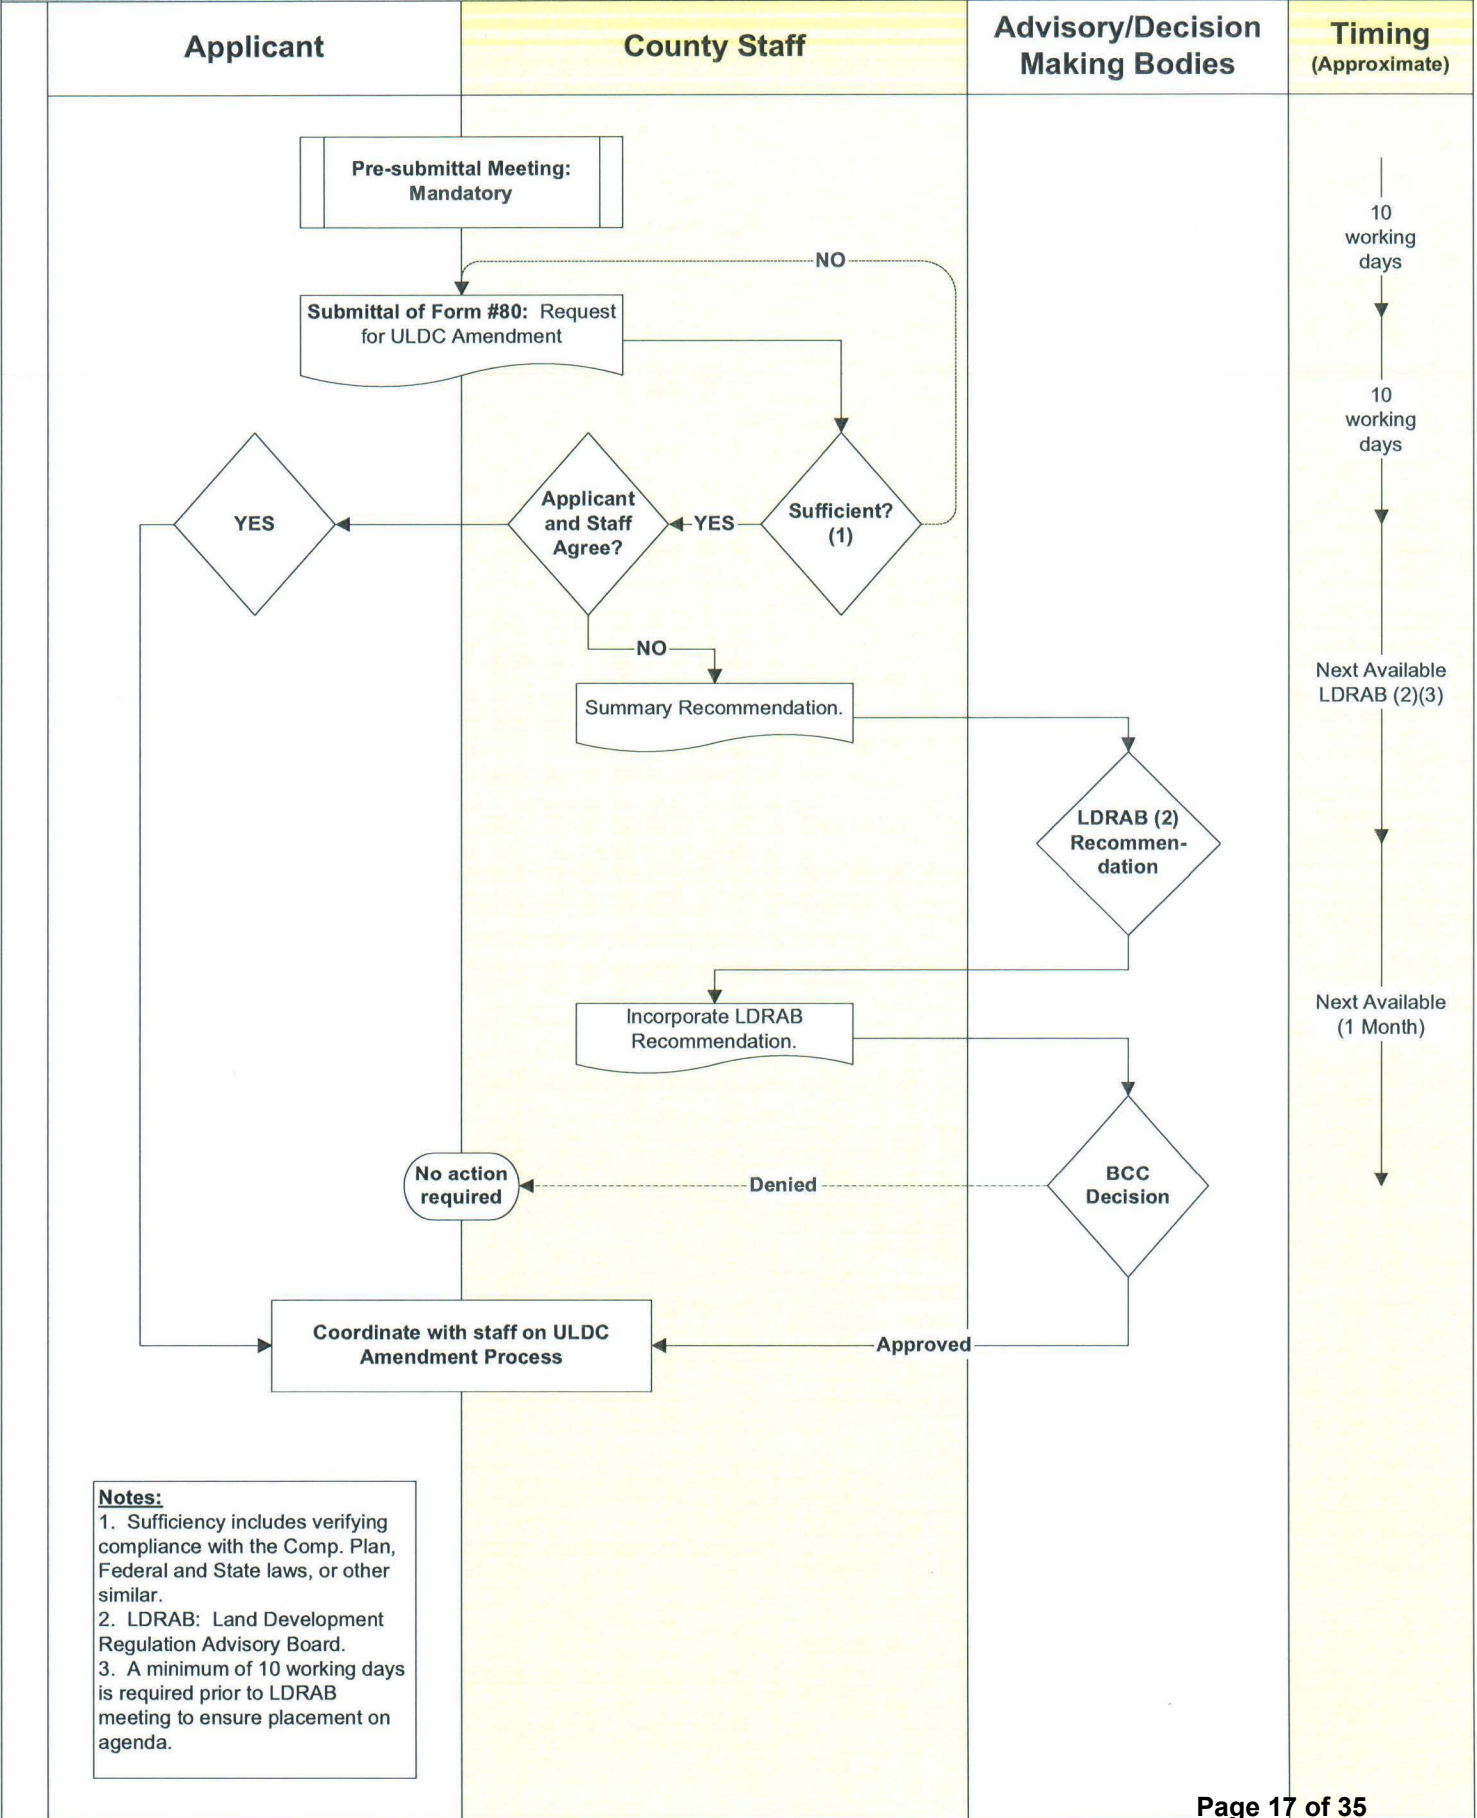 Applicant
County Staff
Advisory/Decision
Making Bodies
Timing
(Approximate)
Pre-submittal Meeting:
Mandatory
10
working
days
NO
Submittal of Form #80: Request
for ULDC Amendment
10
working
days
YES
Applicant
and Staff
Agree?
YES
Sufficient?
(1)
NO
Next Available
LDRAB (2)(3)
Summary Recommendation.
LDRAB (2)
Recommen-
dation
Incorporate LDRAB
Recommendation.
Next Available
(1 Month)
No action
required
Denied
BCC
Decision
Coordinate with staff on ULDC
Amendment Process
Approved
Notes:
1. Sufficiency includes verifying
compliance with the Comp. Plan,
Federal and State laws, or other
similar.
2. LDRAB: Land Development
Regulation Advisory Board.
3. A minimum of 10 working days
is required prior to LDRAB
meeting to ensure placement on
agenda.
Page 17 of 35